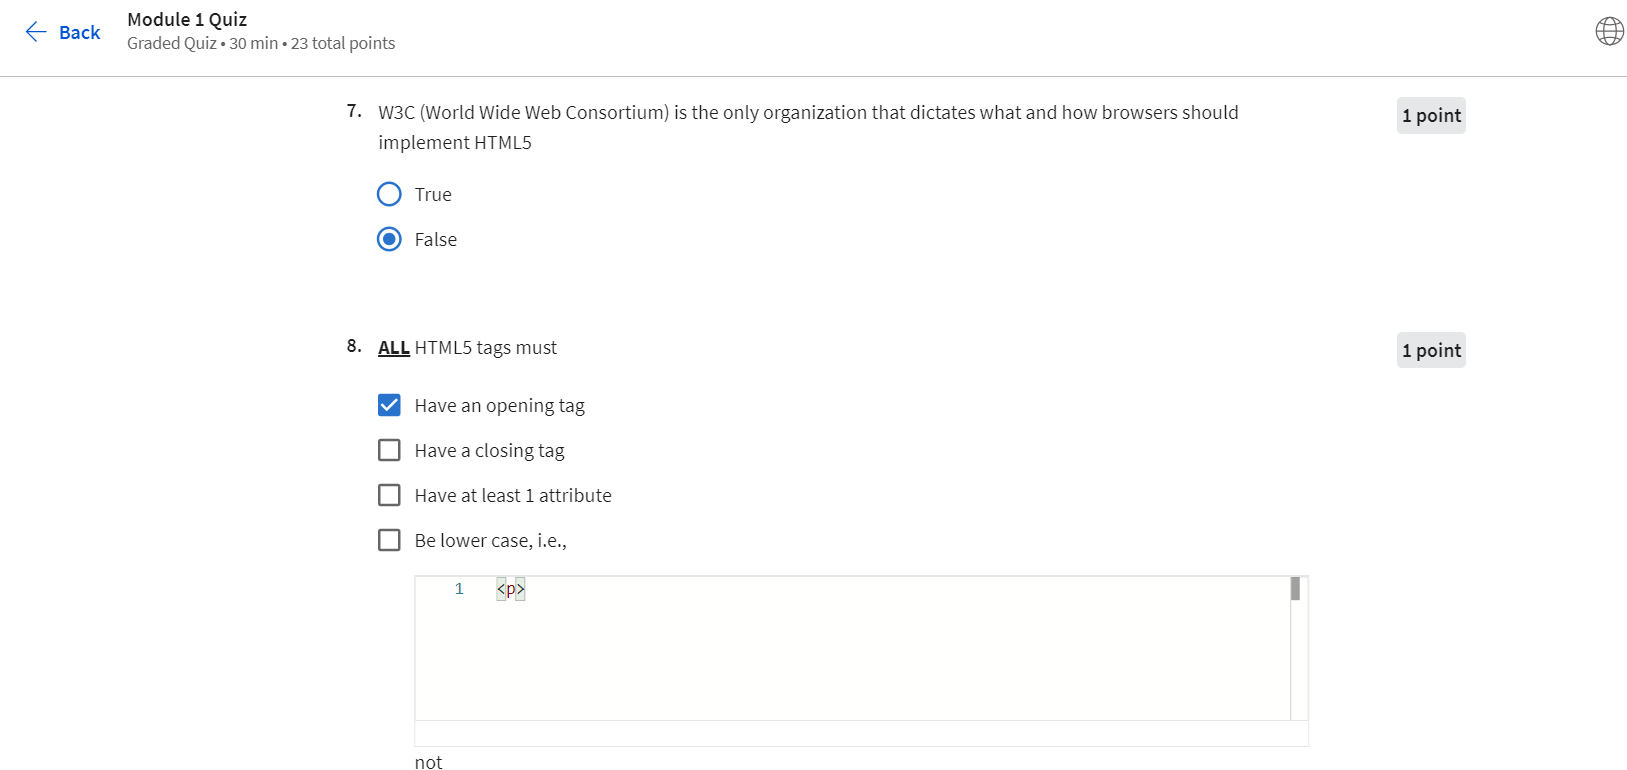 Back
Module 1 Quiz
Graded Quiz • 30 min • 23 total points
7. W3C (World Wide Web Consortium) is the only organization that dictates what and how browsers should
implement HTML5
1 point
True
False
8. ALL HTML5 tags must
1 point
Have an opening tag
Have a closing tag
Have at least 1 attribute
Be lower case, i.e.,
1 <p>
not